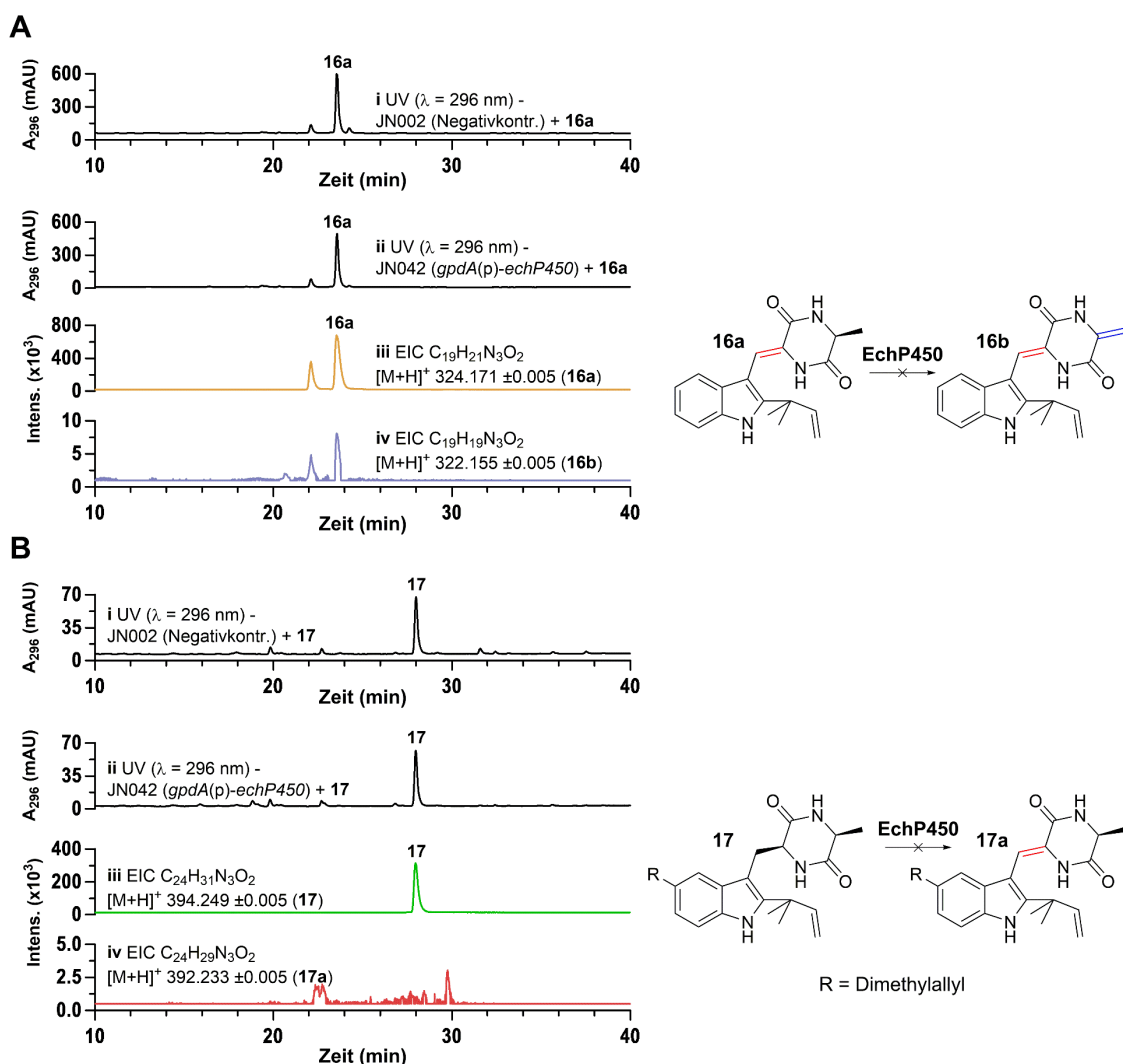 A
600
300
0
A296 (mAU)
16a
i UV (λ = 296 nm) -
JN002 (Negativkontr.) + 16a
10 20 30 40
Zeit (min)
600
300
0
A296 (mAU)
16a
ii UV (λ = 296 nm) -
JN042 (gpdA(p)-echP450) + 16a
800
400
0
Intens. (x10³)
16a
iii EIC C19H21N3O2
[M+H]+ 324.171 ±0.005 (16a)
10
5
0
iv EIC C19H19N3O2
[M+H]+ 322.155 ±0.005 (16b)
10 20 30 40
Zeit (min)
16a
O
H
N
N
H
O
N
H
EchP450
16b
O
H
N
N
H
O
N
H
B
70
35
0
A296 (mAU)
17
i UV (λ = 296 nm) -
JN002 (Negativkontr.) + 17
10 20 30 40
Zeit (min)
70
35
0
A296 (mAU)
17
ii UV (λ = 296 nm) -
JN042 (gpdA(p)-echP450) + 17
400
200
0
Intens. (x10³)
17
iii EIC C24H31N3O2
[M+H]+ 394.249 ±0.005 (17)
5.0
2.5
0.0
iv EIC C24H29N3O2
[M+H]+ 392.233 ±0.005 (17a)
10 20 30 40
Zeit (min)
17
O
H
N
N
H
O
R
N
H
EchP450
17a
O
H
N
N
H
O
R
N
H
R = Dimethylallyl